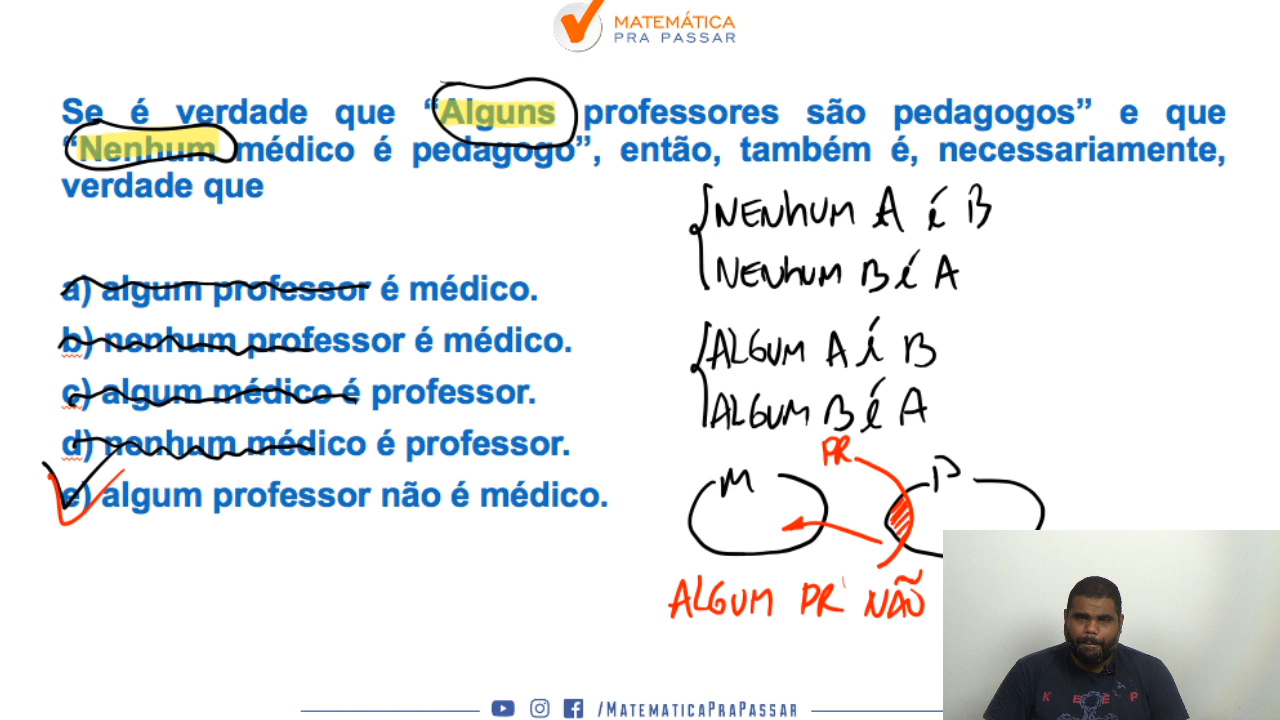 MATEMÁTICA
PRA PASSAR
Se é verdade que “Alguns professores são pedagogos” e que
“Nenhum médico é pedagogo”, então, também é, necessariamente,
verdade que
a) algum professor é médico.
b) nenhum professor é médico.
c) algum médico é professor.
d) nenhum médico é professor.
e) algum professor não é médico.
NENHUM A é B
NENHUM B é A
ALGUM A é B
ALGUM B é A
PR
M
P
ALGUM PR NÃO
KEEP
/MATEMATICAPRAPASSAR